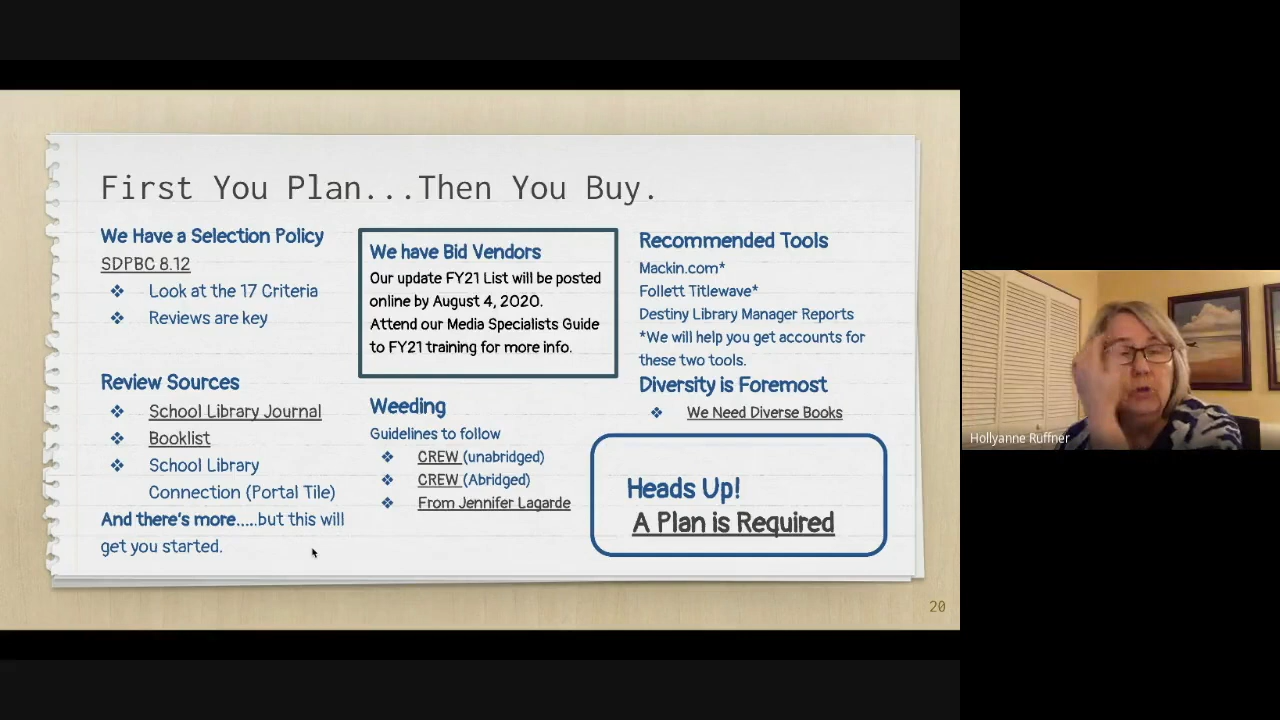 First You Plan...Then You Buy.
We Have a Selection Policy
SDPBC 8.12
❖ Look at the 17 Criteria
❖ Reviews are key
Review Sources
❖ School Library Journal
❖ Booklist
❖ School Library
Connection (Portal Tile)
And there's more.....but this will
get you started.
We have Bid Vendors
Our update FY21 List will be posted
online by August 4, 2020.
Attend our Media Specialists Guide
to FY21 training for more info.
Weeding
Guidelines to follow
❖ CREW (unabridged)
❖ CREW (Abridged)
❖ From Jennifer Lagarde
Recommended Tools
Mackin.com*
Follett Titlewave*
Destiny Library Manager Reports
*We will help you get accounts for
these two tools.
Diversity is Foremost
❖ We Need Diverse Books
Heads Up!
A Plan is Required
20
Hollyanne Ruffner